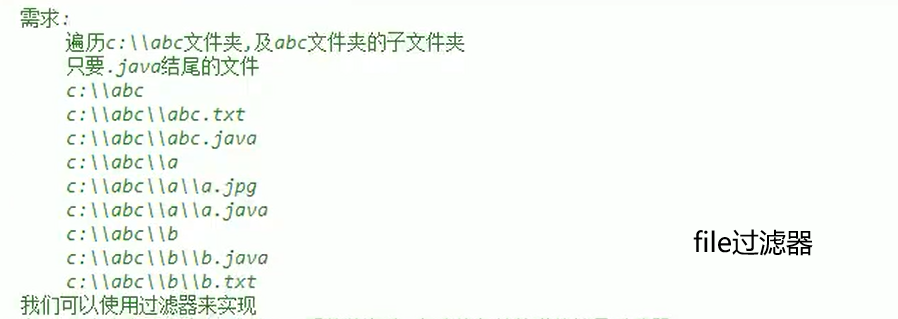 需求:
遍历c:\\abc文件夹,及abc文件夹的子文件夹
只要.java结尾的文件
c:\\abc
c:\\abc\\abc.txt
c:\\abc\\abc.java
c:\\abc\\a
c:\\abc\\a\\a.jpg
c:\\abc\\a\\a.java
c:\\abc\\b
file过滤器
c:\\abc\\b\\b.java
c:\\abc\\b\\b.txt
我们可以使用过滤器来实现